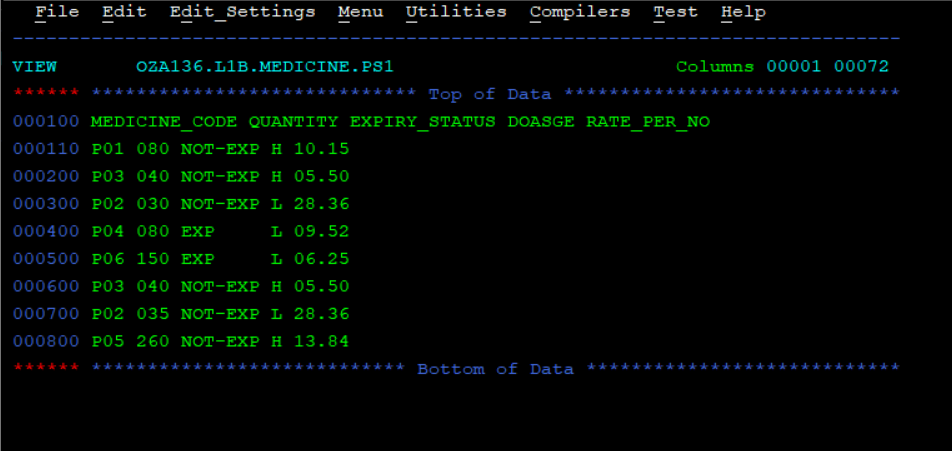 File Edit Edit_Settings Menu Utilities Compilers Test Help
--------------------------------------------------------------------------------
VIEW OZA136.L1B.MEDICINE.PS1 Columns 00001 00072
****** ***************************** Top of Data ******************************
000100 MEDICINE_CODE QUANTITY EXPIRY_STATUS DOASGE RATE_PER_NO
000110 P01 080 NOT-EXP H 10.15
000200 P03 040 NOT-EXP H 05.50
000300 P02 030 NOT-EXP L 28.36
000400 P04 080 EXP     L 09.52
000500 P06 150 EXP     L 06.25
000600 P03 040 NOT-EXP H 05.50
000700 P02 035 NOT-EXP L 28.36
000800 P05 260 NOT-EXP H 13.84
****** **************************** Bottom of Data ****************************